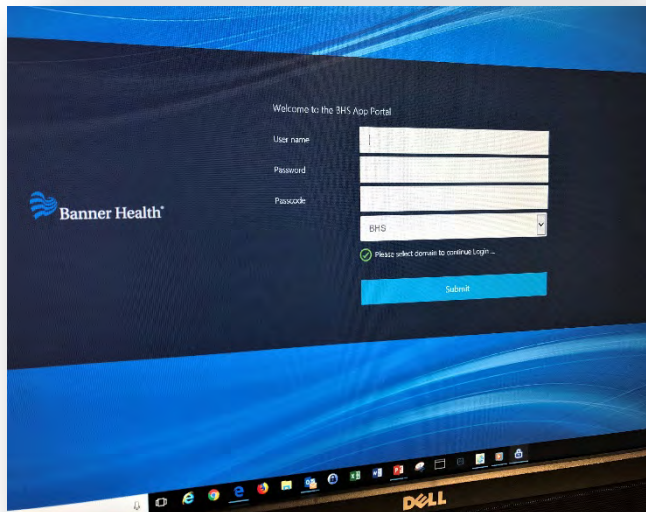 Welcome to the BHS App Portal
User name
Password
Passcode
Banner Health®
BHS
Please select domain to continue Login ...
Submit
DELL